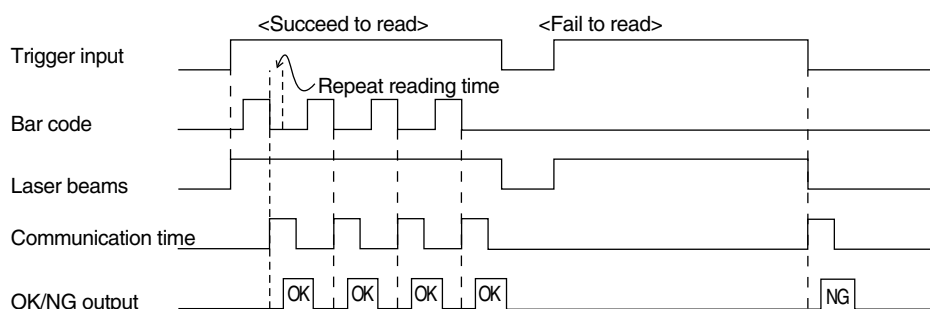 <Succeed to read> <Fail to read>
Trigger input
Repeat reading time
Bar code
Laser beams
Communication time
OK/NG output OK OK OK OK NG